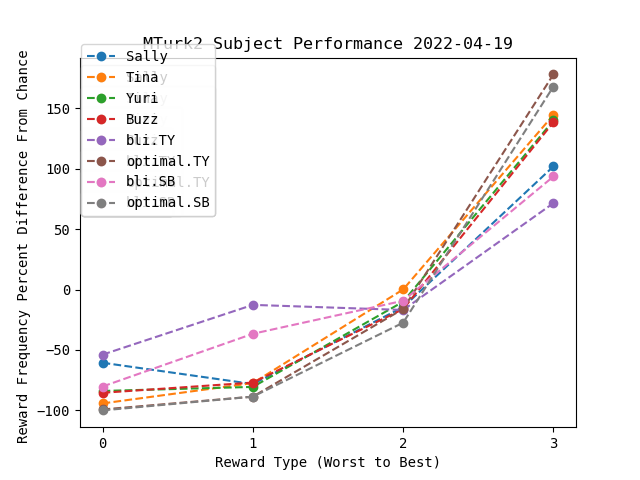 MTurk2 Subject Performance 2022-04-19
Sally
Tina
Yuri
Buzz
bli.TY
optimal.TY
bli.SB
optimal.SB
Reward Frequency Percent Difference From Chance
150
100
50
0
−50
−100
0 1 2 3
Reward Type (Worst to Best)